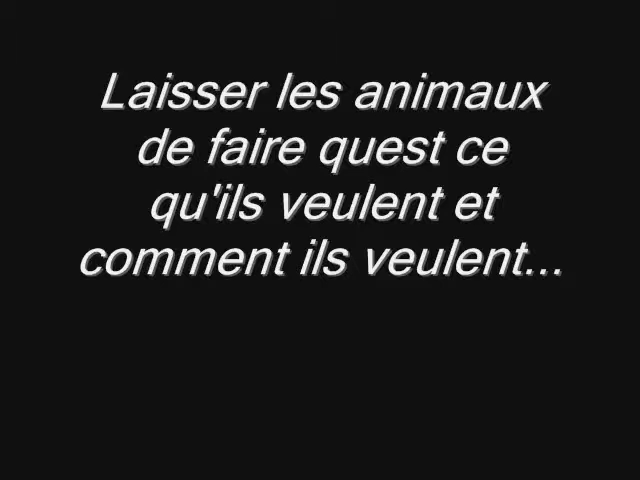 Laisser les animaux
de faire quest ce
qu'ils veulent et
comment ils veulent...